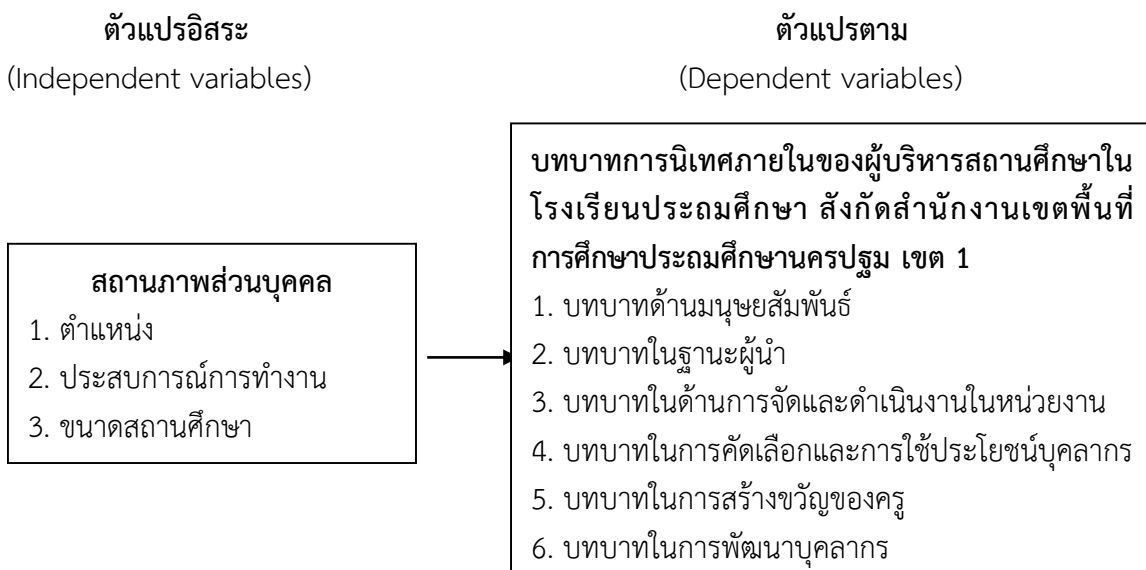 ตัวแปรอิสระ
(Independent variables)
ตัวแปรตาม
(Dependent variables)
สถานภาพส่วนบุคคล
1. ตำแหน่ง
2. ประสบการณ์การทำงาน
3. ขนาดสถานศึกษา
บทบาทการนิเทศภายในของผู้บริหารสถานศึกษาใน
โรงเรียนประถมศึกษา สังกัดสำนักงานเขตพื้นที่
การศึกษาประถมศึกษานครปฐม เขต 1
1. บทบาทด้านมนุษยสัมพันธ์
2. บทบาทในฐานะผู้นำ
3. บทบาทในด้านการจัดและดำเนินงานในหน่วยงาน
4. บทบาทในการคัดเลือกและการใช้ประโยชน์บุคลากร
5. บทบาทในการสร้างขวัญของครู
6. บทบาทในการพัฒนาบุคลากร